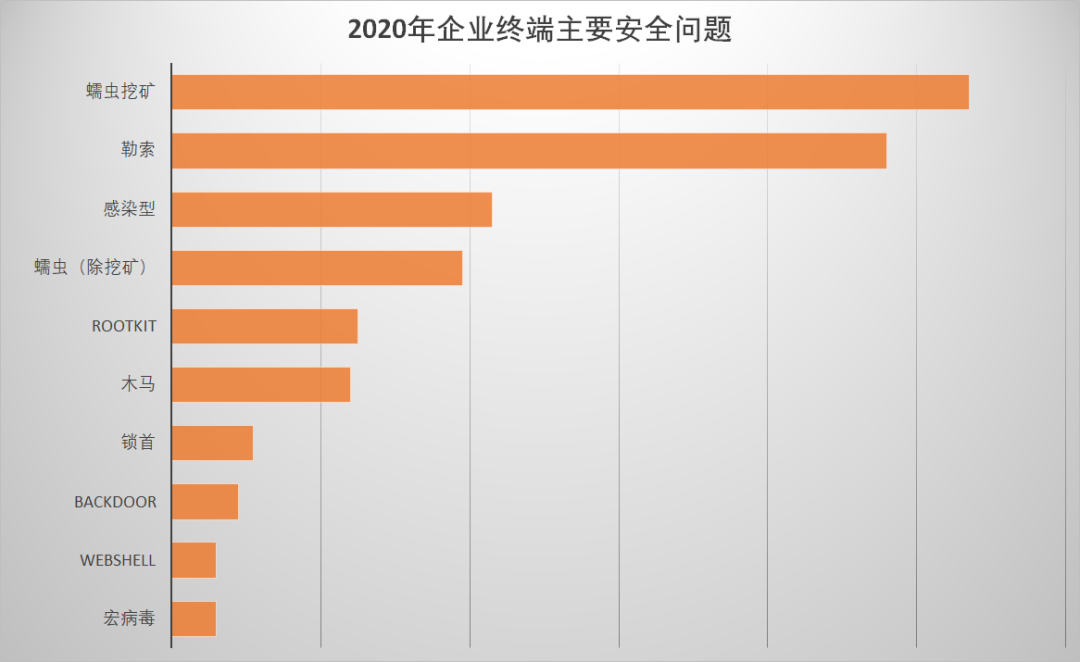 2020年企业终端主要安全问题
蠕虫挖矿
勒索
感染型
蠕虫（除挖矿）
ROOTKIT
木马
锁首
BACKDOOR
WEBSHELL
宏病毒